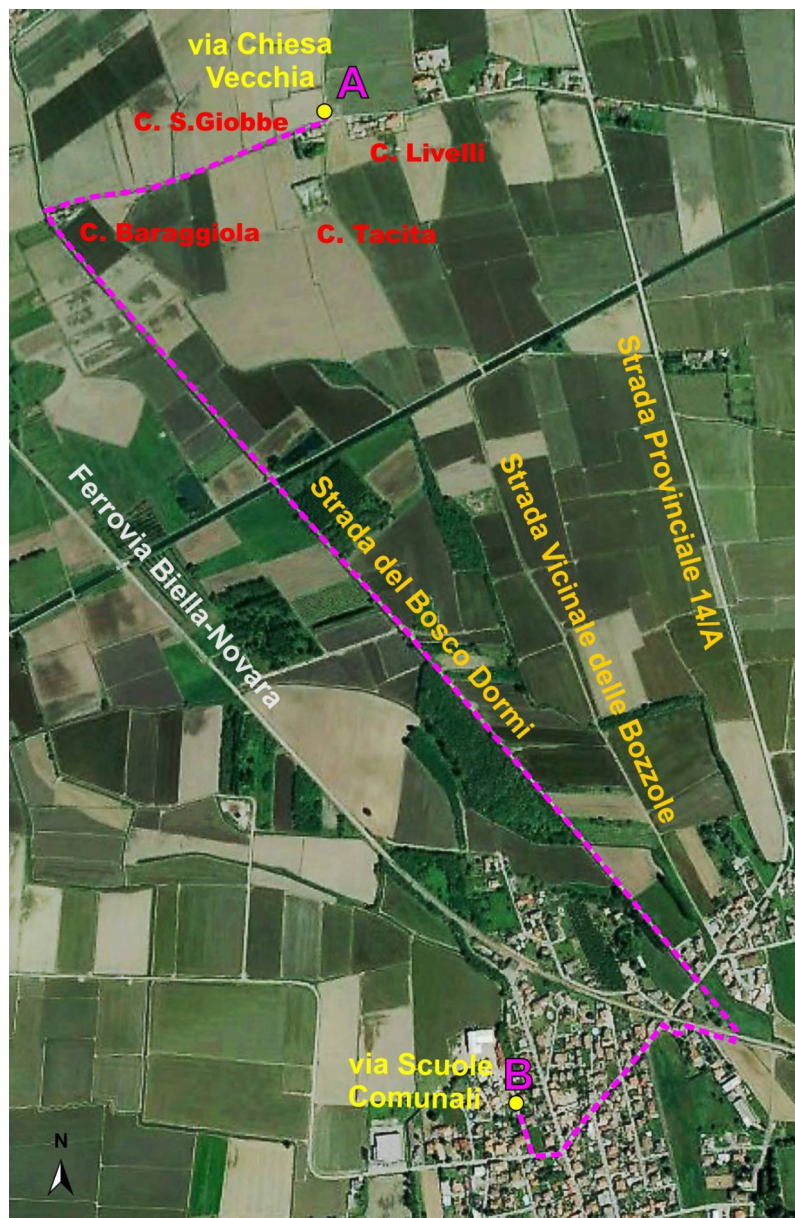 via Chiesa
Vecchia
A
C. S.Giobbe
C. Livelli
C. Baraggiola
C. Tacita
Strada Provinciale 14/A
Strada Vicinale delle Bozzole
Strada del Bosco Dormi
Ferrovia Biella-Novara
via Scuole
Comunali
B
N